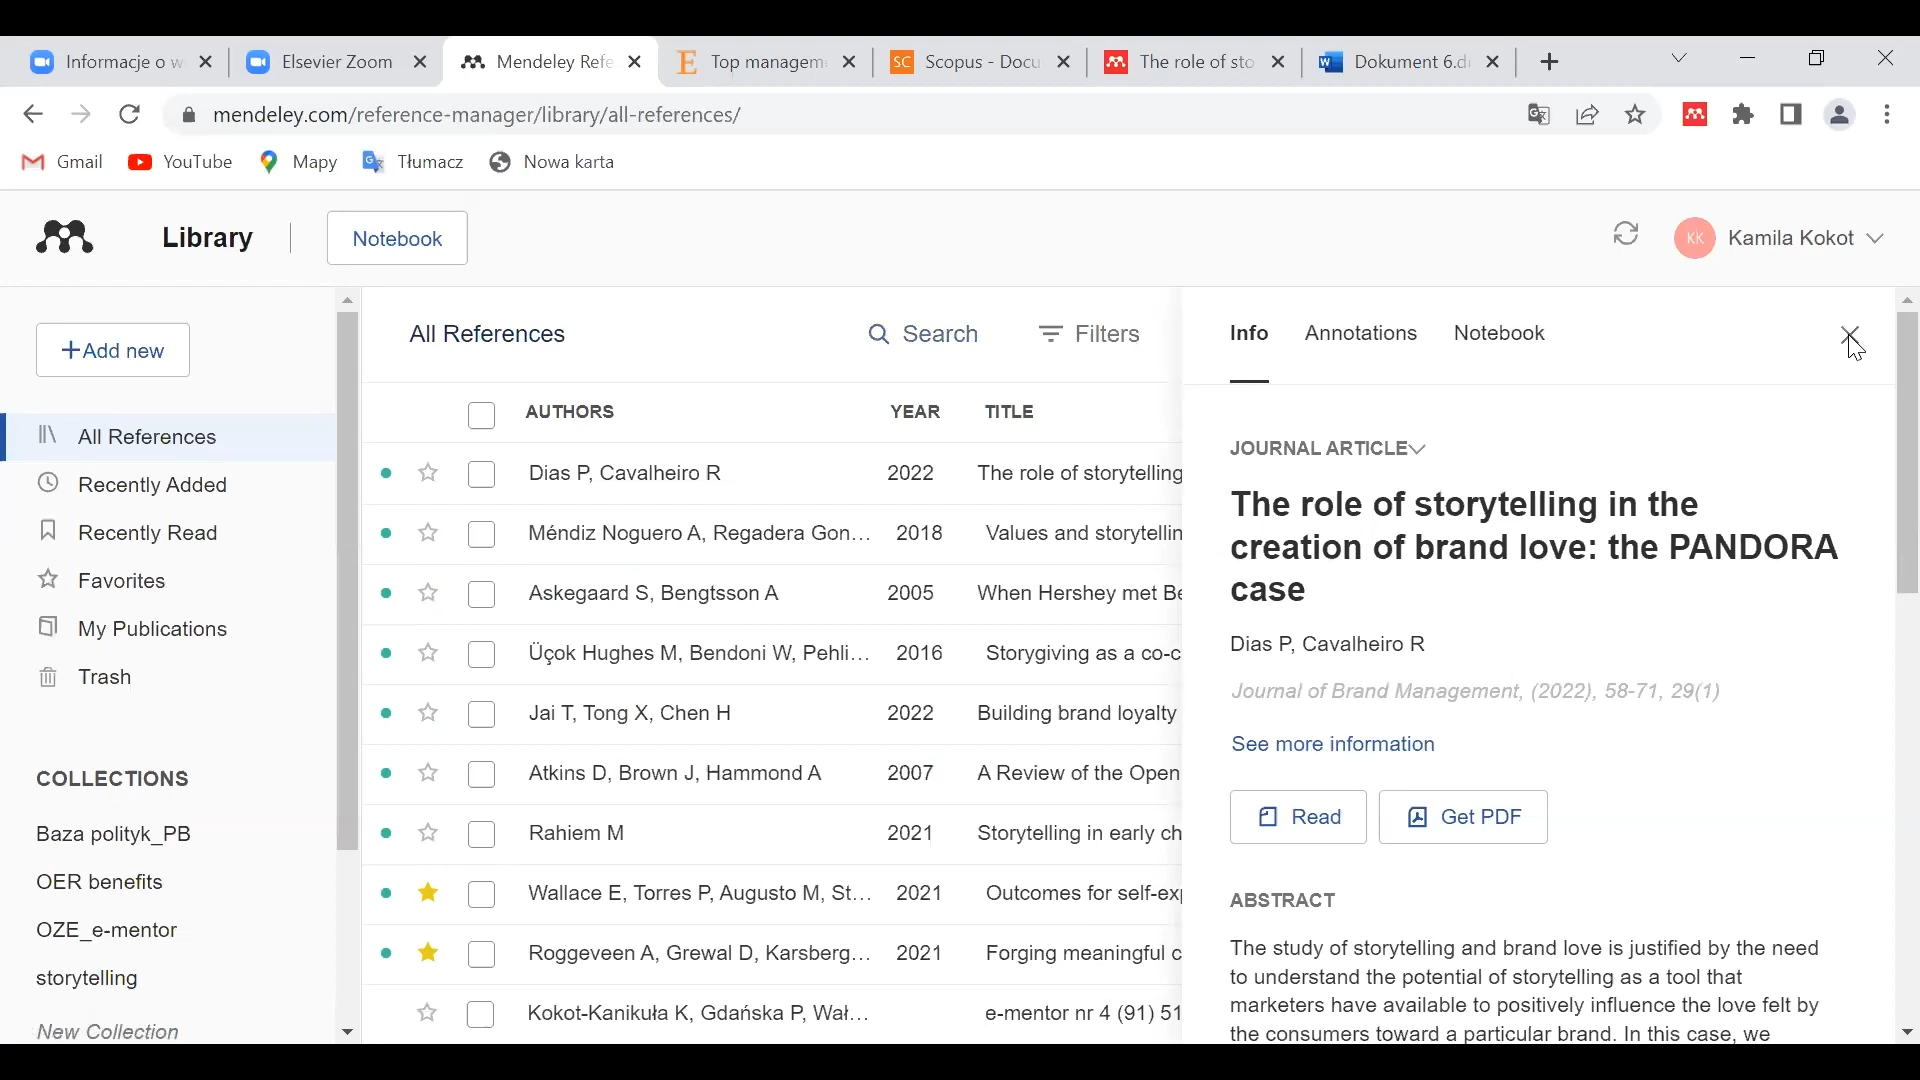 Informacje o w
Elsevier Zoom
Mendeley Refe
Top managem
SC Scopus - Docu
The role of sto
Dokument 6.d
mendeley.com/reference-manager/library/all-references/
Gmail YouTube Mapy Tłumacz Nowa karta
Library Notebook KK Kamila Kokot
+Add new
All References
Recently Added
Recently Read
Favorites
My Publications
Trash
COLLECTIONS
Baza polityk_PB
OER benefits
OZE_e-mentor
storytelling
New Collection
All References Search Filters
AUTHORS YEAR TITLE
Dias P, Cavalheiro R 2022 The role of storytelling
Méndiz Noguero A, Regadera Gon... 2018 Values and storytellin
Askegaard S, Bengtsson A 2005 When Hershey met Be
Üçok Hughes M, Bendoni W, Pehli... 2016 Storygiving as a co-c
Jai T, Tong X, Chen H 2022 Building brand loyalty
Atkins D, Brown J, Hammond A 2007 A Review of the Open
Rahiem M 2021 Storytelling in early ch
Wallace E, Torres P, Augusto M, St... 2021 Outcomes for self-exp
Roggeveen A, Grewal D, Karsberg... 2021 Forging meaningful c
Kokot-Kanikuła K, Gdańska P, Wał... e-mentor nr 4 (91) 51
Info Annotations Notebook
JOURNAL ARTICLE
The role of storytelling in the
creation of brand love: the PANDORA
case
Dias P, Cavalheiro R
Journal of Brand Management, (2022), 58-71, 29(1)
See more information
Read Get PDF
ABSTRACT
The study of storytelling and brand love is justified by the need
to understand the potential of storytelling as a tool that
marketers have available to positively influence the love felt by
the consumers toward a particular brand. In this case, we